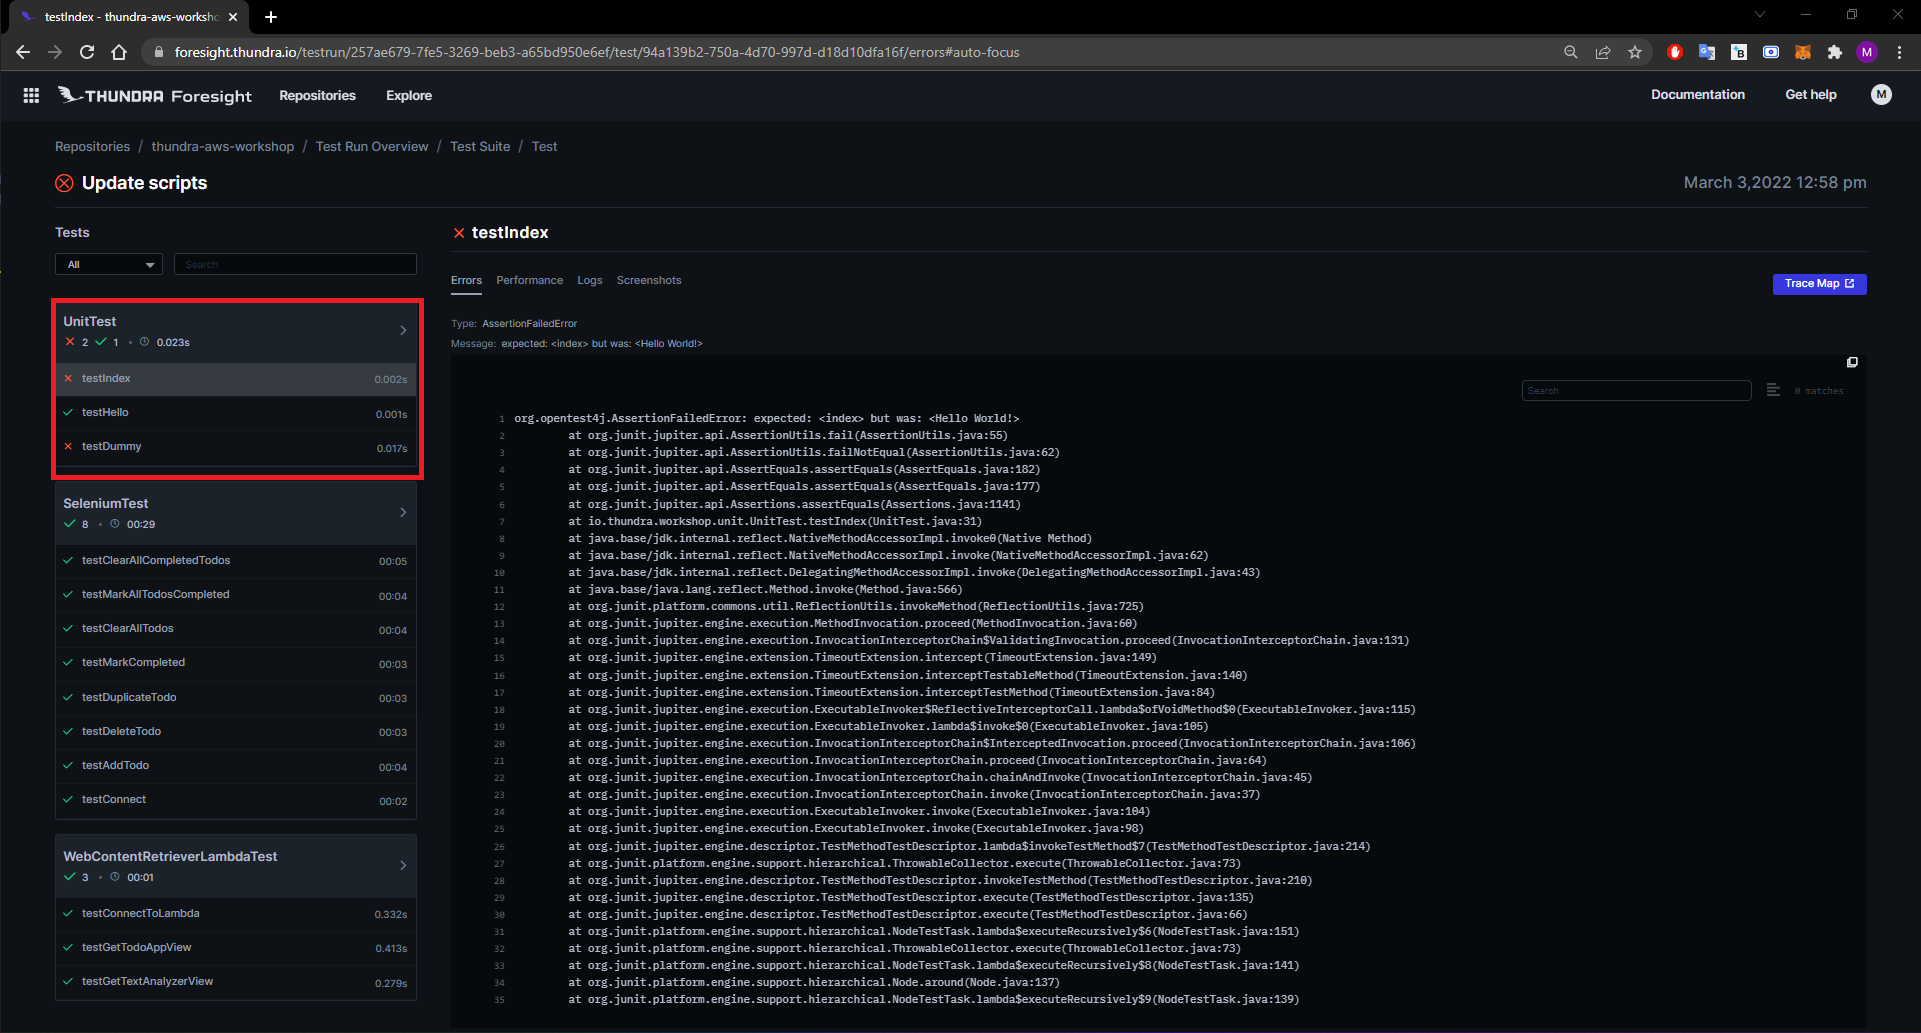 testIndex - thundra-aws-worksho
foresight.thundra.io/testrun/257ae679-7fe5-3269-beb3-a65bd950e6ef/test/94a139b2-750a-4d70-997d-d18d10dfa16f/errors#auto-focus
THUNDRA Foresight Repositories Explore Documentation Get help M
Repositories / thundra-aws-workshop / Test Run Overview / Test Suite / Test
Update scripts March 3,2022 12:58 pm
Tests
All
Search
UnitTest
2 1 • 0.023s
testIndex 0.002s
testHello 0.001s
testDummy 0.017s
SeleniumTest
8 • 00:29
testClearAllCompletedTodos 00:05
testMarkAllTodosCompleted 00:04
testClearAllTodos 00:04
testMarkCompleted 00:03
testDuplicateTodo 00:03
testDeleteTodo 00:03
testAddTodo 00:04
testConnect 00:02
WebContentRetrieverLambdaTest
3 • 00:01
testConnectToLambda 0.332s
testGetTodoAppView 0.413s
testGetTextAnalyzerView 0.279s
testIndex
Errors Performance Logs Screenshots
Trace Map
Type: AssertionFailedError
Message: expected: <index> but was: <Hello World!>
Search 0 matches
1 org.opentest4j.AssertionFailedError: expected: <index> but was: <Hello World!>
2 at org.junit.jupiter.api.AssertionUtils.fail(AssertionUtils.java:55)
3 at org.junit.jupiter.api.AssertionUtils.failNotEqual(AssertionUtils.java:62)
4 at org.junit.jupiter.api.AssertEquals.assertEquals(AssertEquals.java:182)
5 at org.junit.jupiter.api.AssertEquals.assertEquals(AssertEquals.java:177)
6 at org.junit.jupiter.api.Assertions.assertEquals(Assertions.java:1141)
7 at io.thundra.workshop.unit.UnitTest.testIndex(UnitTest.java:31)
8 at java.base/jdk.internal.reflect.NativeMethodAccessorImpl.invoke0(Native Method)
9 at java.base/jdk.internal.reflect.NativeMethodAccessorImpl.invoke(NativeMethodAccessorImpl.java:62)
10 at java.base/jdk.internal.reflect.DelegatingMethodAccessorImpl.invoke(DelegatingMethodAccessorImpl.java:43)
11 at java.base/java.lang.reflect.Method.invoke(Method.java:566)
12 at org.junit.platform.commons.util.ReflectionUtils.invokeMethod(ReflectionUtils.java:725)
13 at org.junit.jupiter.engine.execution.MethodInvocation.proceed(MethodInvocation.java:60)
14 at org.junit.jupiter.engine.execution.InvocationInterceptorChain$ValidatingInvocation.proceed(InvocationInterceptorChain.java:131)
15 at org.junit.jupiter.engine.extension.TimeoutExtension.intercept(TimeoutExtension.java:149)
16 at org.junit.jupiter.engine.extension.TimeoutExtension.interceptTestableMethod(TimeoutExtension.java:140)
17 at org.junit.jupiter.engine.extension.TimeoutExtension.interceptTestMethod(TimeoutExtension.java:84)
18 at org.junit.jupiter.engine.execution.ExecutableInvoker$ReflectiveInterceptorCall.lambda$ofVoidMethod$0(ExecutableInvoker.java:115)
19 at org.junit.jupiter.engine.execution.ExecutableInvoker.lambda$invoke$0(ExecutableInvoker.java:105)
20 at org.junit.jupiter.engine.execution.InvocationInterceptorChain$InterceptedInvocation.proceed(InvocationInterceptorChain.java:106)
21 at org.junit.jupiter.engine.execution.InvocationInterceptorChain.proceed(InvocationInterceptorChain.java:64)
22 at org.junit.jupiter.engine.execution.InvocationInterceptorChain.chainAndInvoke(InvocationInterceptorChain.java:45)
23 at org.junit.jupiter.engine.execution.InvocationInterceptorChain.invoke(InvocationInterceptorChain.java:37)
24 at org.junit.jupiter.engine.execution.ExecutableInvoker.invoke(ExecutableInvoker.java:104)
25 at org.junit.jupiter.engine.execution.ExecutableInvoker.invoke(ExecutableInvoker.java:98)
26 at org.junit.jupiter.engine.descriptor.TestMethodTestDescriptor.lambda$invokeTestMethod$7(TestMethodTestDescriptor.java:214)
27 at org.junit.platform.engine.support.hierarchical.ThrowableCollector.execute(ThrowableCollector.java:73)
28 at org.junit.jupiter.engine.descriptor.TestMethodTestDescriptor.invokeTestMethod(TestMethodTestDescriptor.java:210)
29 at org.junit.jupiter.engine.descriptor.TestMethodTestDescriptor.execute(TestMethodTestDescriptor.java:135)
30 at org.junit.jupiter.engine.descriptor.TestMethodTestDescriptor.execute(TestMethodTestDescriptor.java:66)
31 at org.junit.platform.engine.support.hierarchical.NodeTestTask.lambda$executeRecursively$6(NodeTestTask.java:151)
32 at org.junit.platform.engine.support.hierarchical.ThrowableCollector.execute(ThrowableCollector.java:73)
33 at org.junit.platform.engine.support.hierarchical.NodeTestTask.lambda$executeRecursively$8(NodeTestTask.java:141)
34 at org.junit.platform.engine.support.hierarchical.Node.around(Node.java:137)
35 at org.junit.platform.engine.support.hierarchical.NodeTestTask.lambda$executeRecursively$9(NodeTestTask.java:139)